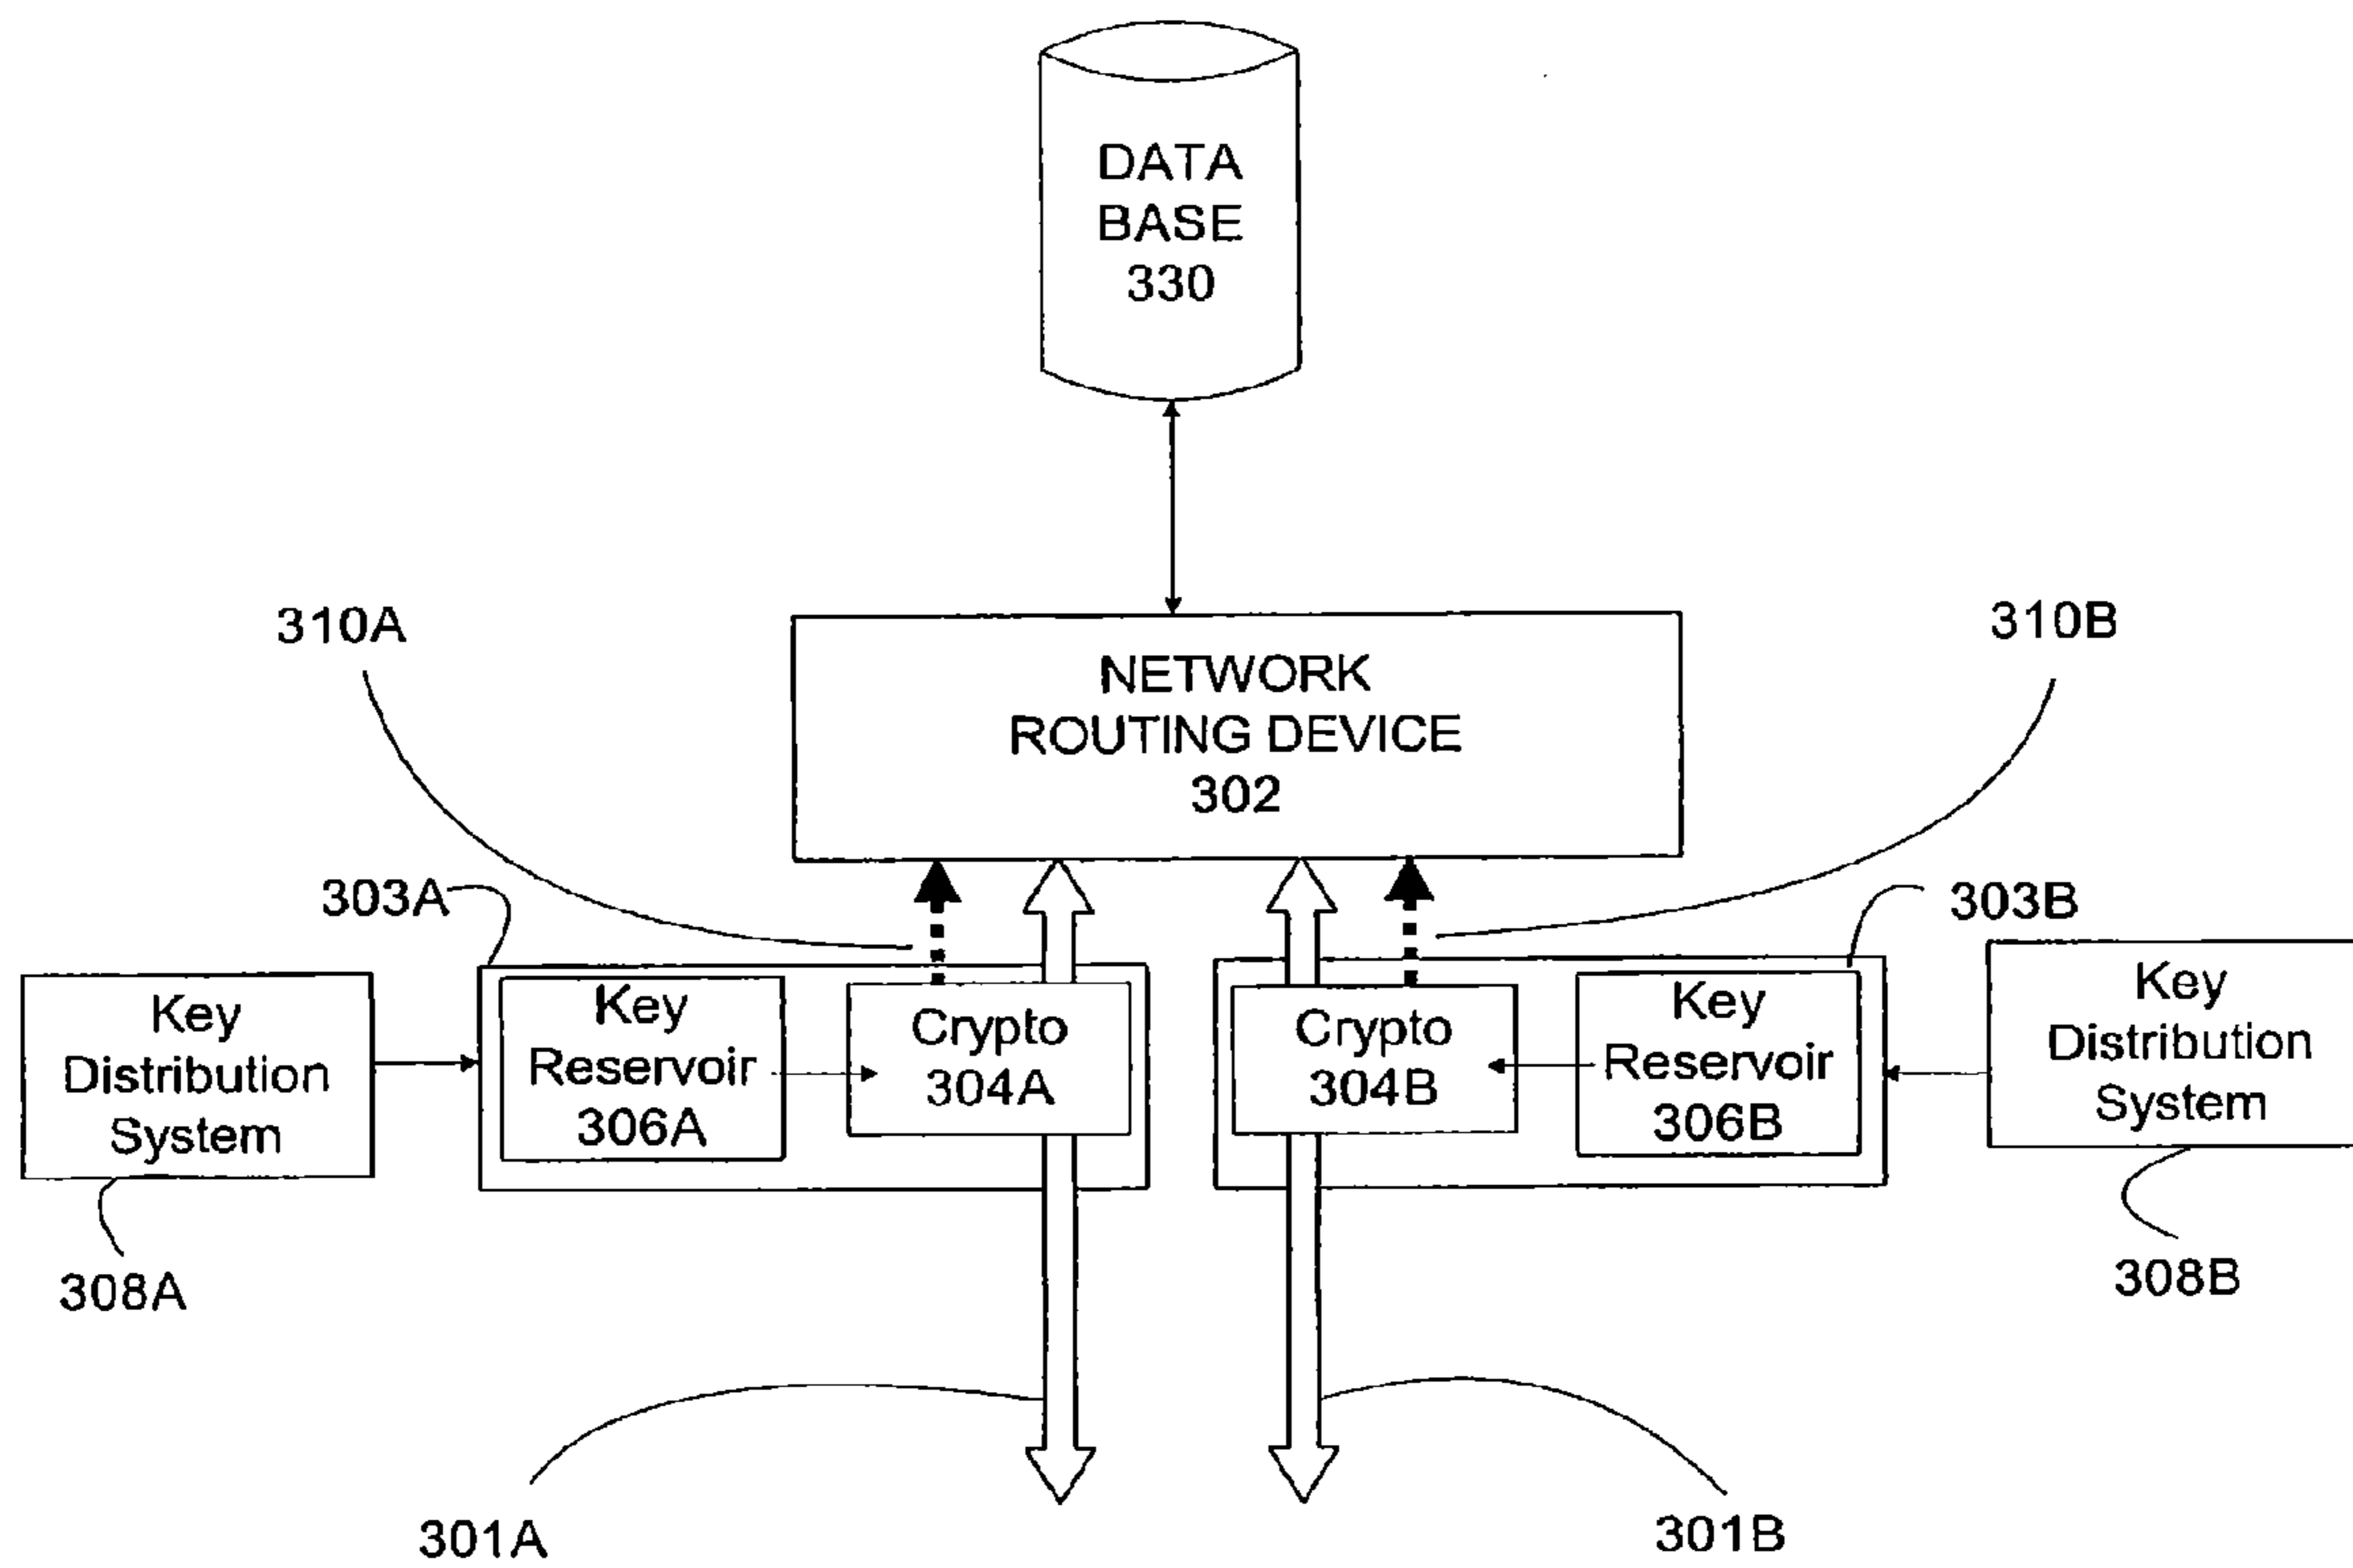 DATA
BASE
330
310A
310B
NETWORK
ROUTING DEVICE
302
303A
303B
Key
Distribution
System
Key
Reservoir
306A
Crypto
304A
Crypto
304B
Key
Reservoir
306B
Key
Distribution
System
308A
308B
301A
301B